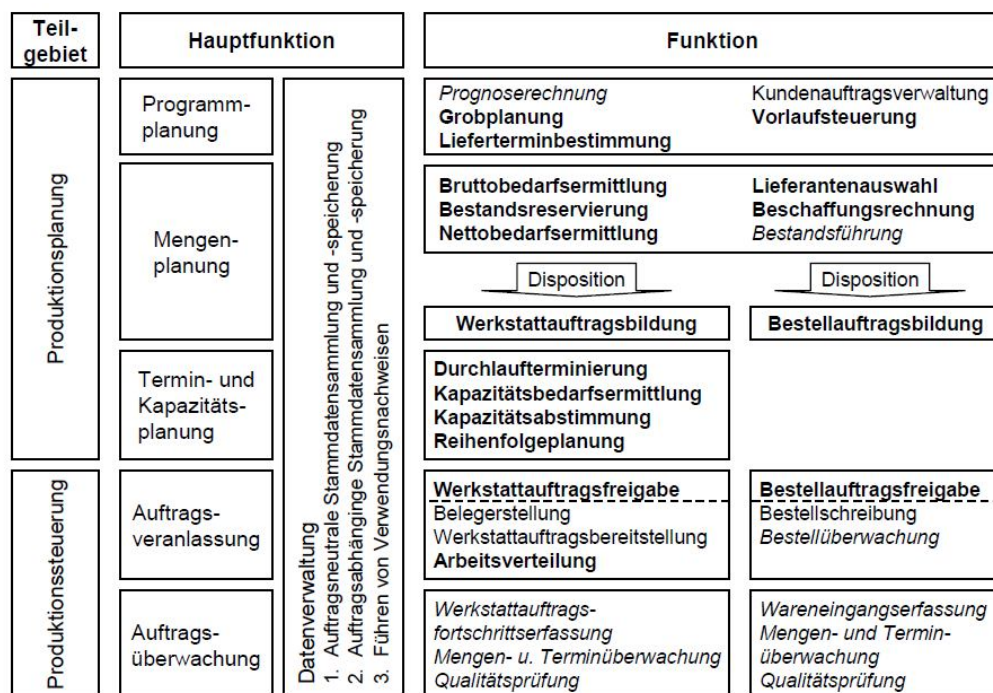 Teil-
gebiet
Hauptfunktion
Funktion
Produktionsplanung
Programm-
planung
Prognoserechnung
Grobplanung
Lieferterminbestimmung
Kundenauftragsverwaltung
Vorlaufsteuerung
Mengen-
planung
Bruttobedarfsermittlung
Bestandsreservierung
Nettobedarfsermittlung
Lieferantenauswahl
Beschaffungsrechnung
Bestandsführung
Disposition
Disposition
Werkstattauftragsbildung
Bestellauftragsbildung
Termin- und
Kapazitäts-
planung
Durchlaufterminierung
Kapazitätsbedarfsermittlung
Kapazitätsabstimmung
Reihenfolgeplanung
Datenverwaltung
1. Auftragsneutrale Stammdatensammlung und -speicherung
2. Auftragsabhänginge Stammdatensammlung und -speicherung
3. Führen von Verwendungsnachweisen
Produktionssteuerung
Auftrags-
veranlassung
Werkstattauftragsfreigabe
Belegerstellung
Werkstattauftragsbereitstellung
Arbeitsverteilung
Bestellauftragsfreigabe
Bestellschreibung
Bestellüberwachung
Auftrags-
überwachung
Werkstattauftrags-
fortschrittserfassung
Mengen- u. Terminüberwachung
Qualitätsprüfung
Wareneingangserfassung
Mengen- und Termin-
überwachung
Qualitätsprüfung